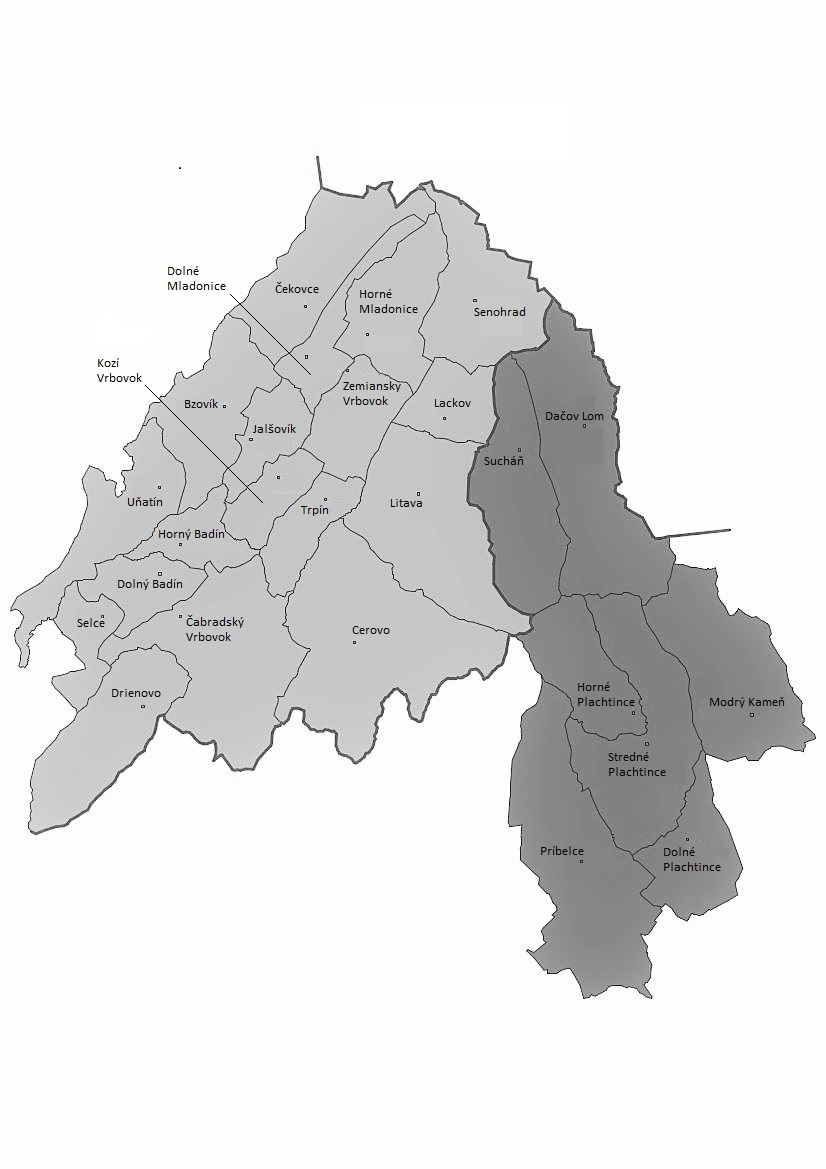 Dolné
Mladonice
Čekovce
Horné
Mladonice
Senohrad
Kozí
Vrbovok
Zemiansky
Vrbovok
Bzovík
Lackov
Jalšovík
Dačov Lom
Sucháň
Uňatín
Trpín
Litava
Horný Badín
Dolný Badín
Selce
Čabradský
Vrbovok
Cerovo
Drienovo
Horné
Plachtince
Modrý Kameň
Stredné
Plachtince
Príbelce
Dolné
Plachtince